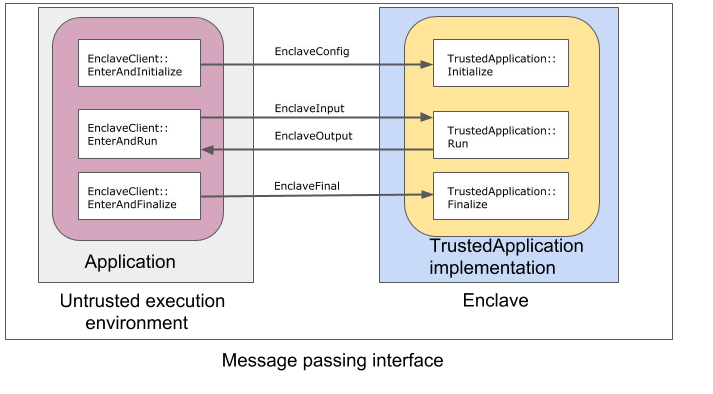 EnclaveClient::
EnterAndInitialize
EnclaveConfig
TrustedApplication::
Initialize
EnclaveClient::
EnterAndRun
EnclaveInput
EnclaveOutput
TrustedApplication::
Run
EnclaveClient::
EnterAndFinalize
EnclaveFinal
TrustedApplication::
Finalize
Application
TrustedApplication
implementation
Untrusted execution
environment
Enclave
Message passing interface